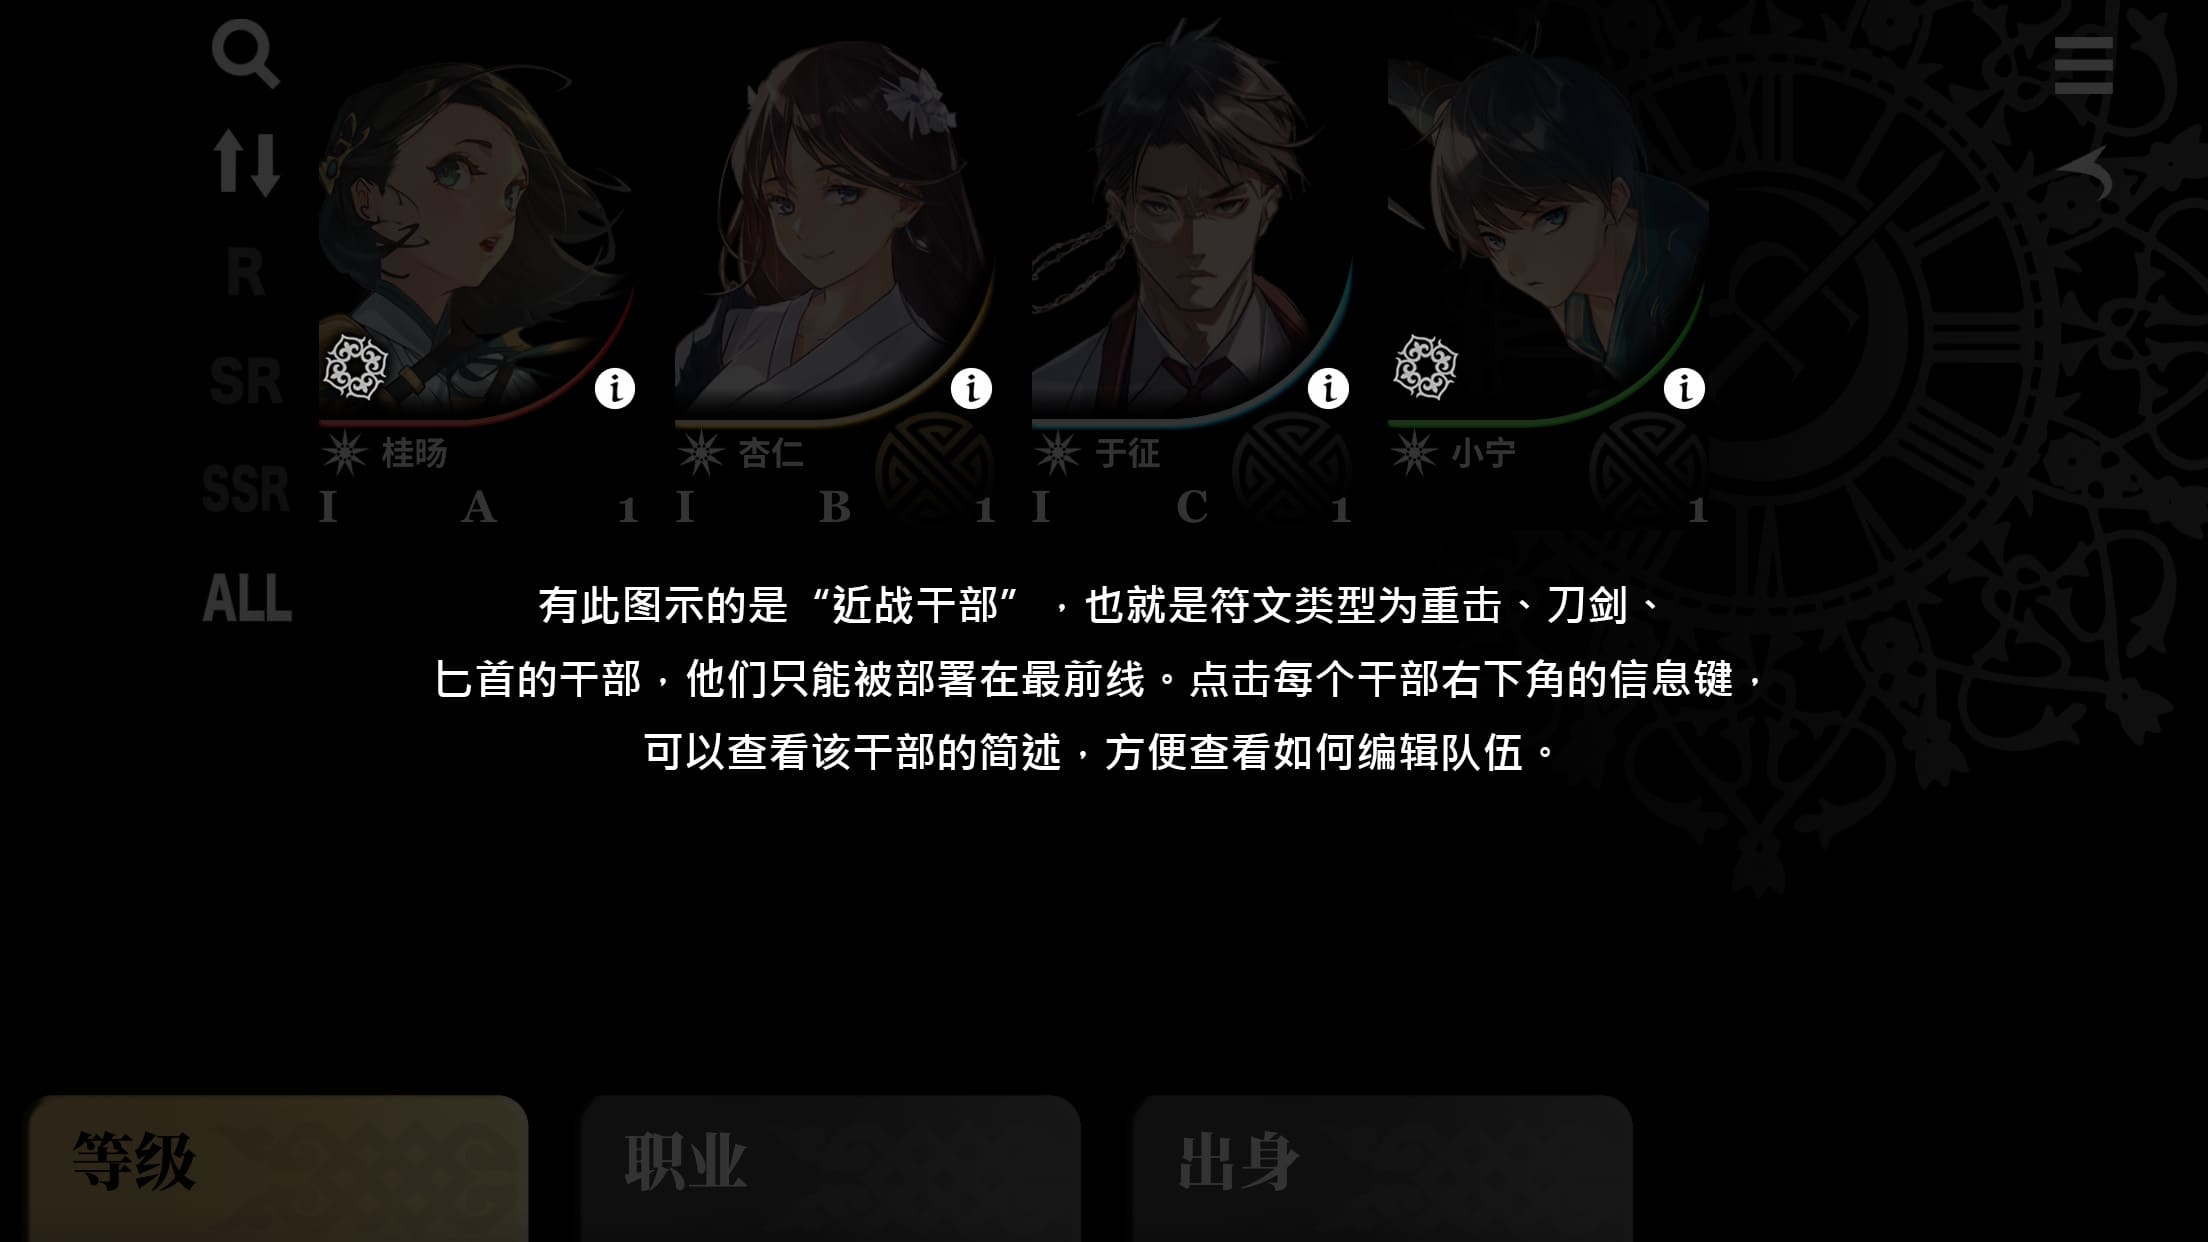 R
SR
SSR
ALL
桂旸
杏仁
于征
小宁
I A 1
I B 1
I C 1
1
有此图示的是“近战干部”，也就是符文类型为重击、刀剑、
匕首的干部，他们只能被部署在最前线。点击每个干部右下角的信息键，
可以查看该干部的简述，方便查看如何编辑队伍。
等级
职业
出身